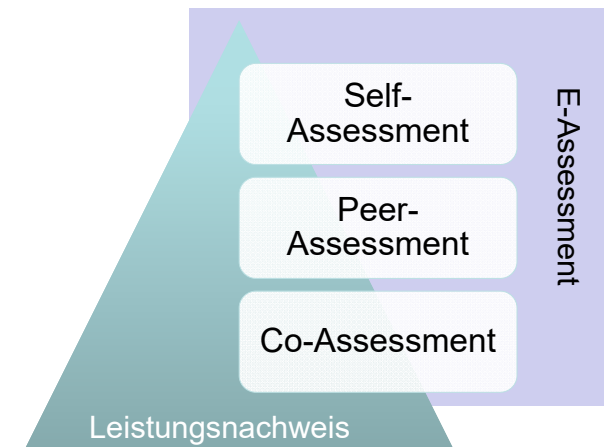 Self-
Assessment
Peer-
Assessment
Co-Assessment
E-Assessment
Leistungsnachweis